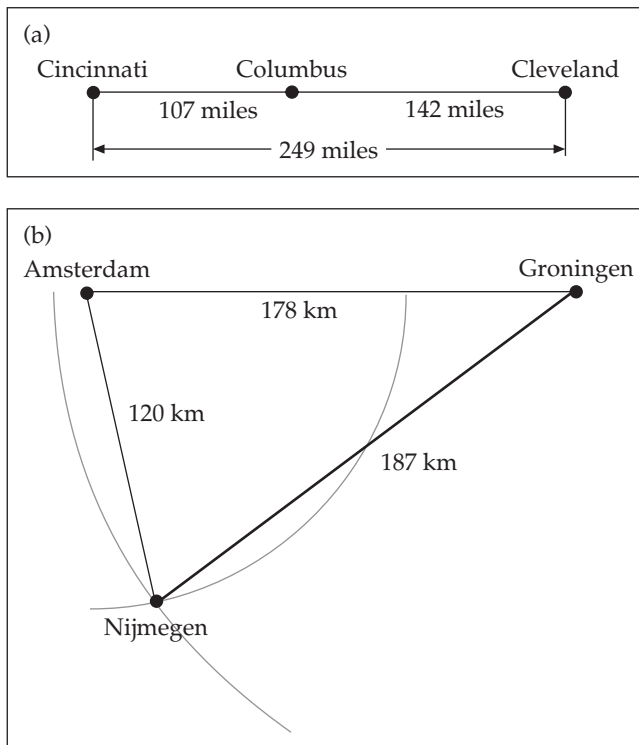 (a)
Cincinnati Columbus Cleveland
107 miles 142 miles
249 miles
(b)
Amsterdam Groningen
178 km
120 km
187 km
Nijmegen